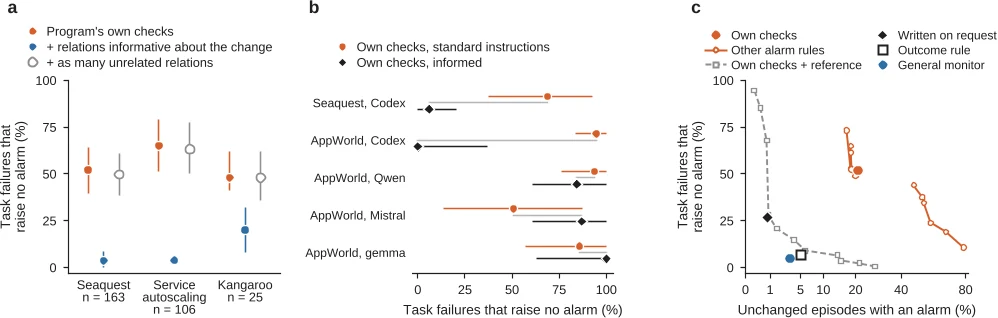 a
Program's own checks
+ relations informative about the change
+ as many unrelated relations
Task failures that
raise no alarm (%)
100
75
50
25
0
Seaquest
n = 163
Service
autoscaling
n = 106
Kangaroo
n = 25
b
Own checks, standard instructions
Own checks, informed
Seaquest, Codex
AppWorld, Codex
AppWorld, Qwen
AppWorld, Mistral
AppWorld, gemma
0 25 50 75 100
Task failures that raise no alarm (%)
c
Own checks
Other alarm rules
Own checks + reference
Written on request
Outcome rule
General monitor
Task failures that
raise no alarm (%)
100
75
50
25
0
0 1 5 10 20 40 80
Unchanged episodes with an alarm (%)